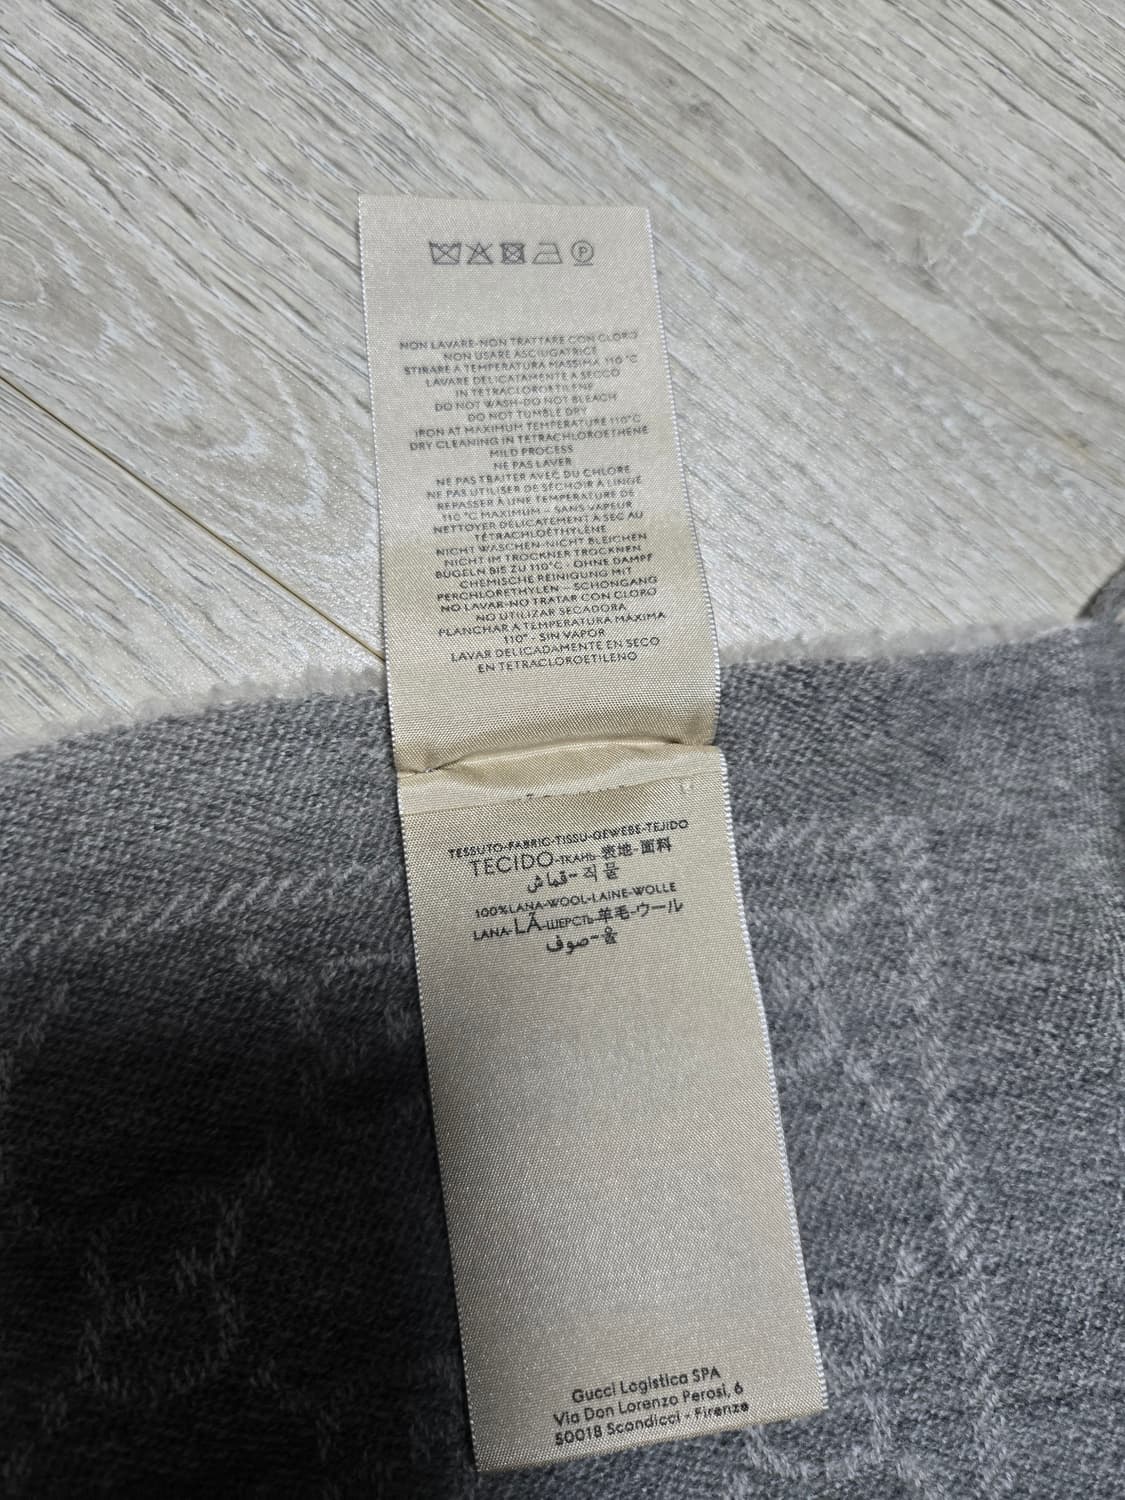 P
NON LAVARE-NON TRATTARE CON CLORO
NON USARE ASCIUGATRICE
STIRARE A TEMPERATURA MASSIMA 110 °C
LAVARE DELICATAMENTE A SECCO
IN TETRACLOROETILENE
DO NOT WASH-DO NOT BLEACH
DO NOT TUMBLE DRY
IRON AT MAXIMUM TEMPERATURE 110°C
DRY CLEANING IN TETRACHLOROETHENE
MILD PROCESS
NE PAS LAVER
NE PAS TRAITER AVEC DU CHLORE
NE PAS UTILISER DE SÉCHOIR À LINGE
REPASSER À UNE TEMPERATURE DE
110 °C MAXIMUM - SANS VAPEUR
NETTOYER DÉLICATEMENT A SEC AU
TÉTRACHLOÉTHYLÈNE
NICHT WASCHEN-NICHT BLEICHEN
NICHT IM TROCKNER TROCKNEN
BÜGELN BIS ZU 110°C - OHNE DAMPF
CHEMISCHE REINIGUNG MIT
PERCHLORETHYLEN - SCHONGANG
NO LAVAR-NO TRATAR CON CLORO
NO UTILIZAR SECADORA
PLANCHAR A TEMPERATURA MÁXIMA
110° - SIN VAPOR
LAVAR DELICADAMENTE EN SECO
EN TETRACLOROETILENO
TESSUTO-FABRIC-TISSU-GEWEBE-TEJIDO
TECIDO-ТКАНЬ-表地-面料
قماش-직물
100%LANA-WOOL-LAINE-WOLLE
LANA-LÃ-ШЕРСТЬ-羊毛-ウール
صوف-울
Gucci Logistica SPA
Via Don Lorenzo Perosi, 6
50018 Scandicci - Firenze